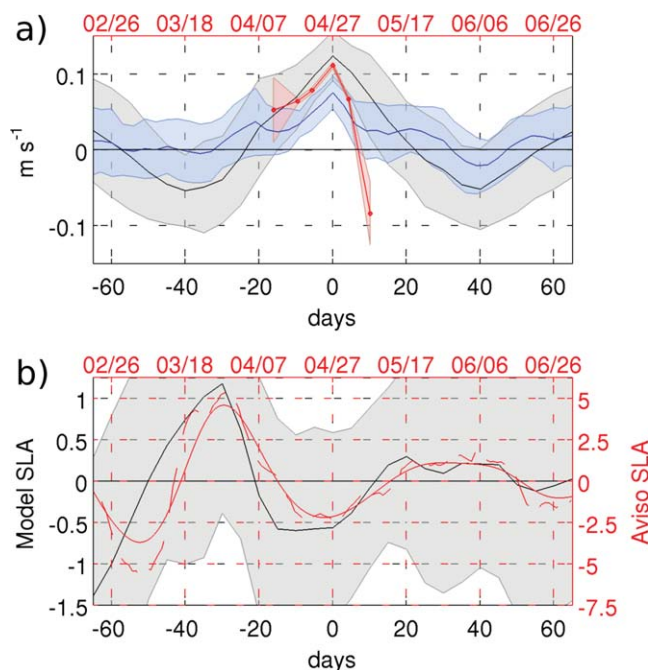 a)
02/26 03/18 04/07 04/27 05/17 06/06 06/26
0.1
0
-0.1
m s⁻¹
-60 -40 -20 0 20 40 60
days
b)
02/26 03/18 04/07 04/27 05/17 06/06 06/26
1 5
0.5 2.5
0 0
-0.5 -2.5
-1 -5
-1.5 -7.5
Model SLA
Aviso SLA
-60 -40 -20 0 20 40 60
days